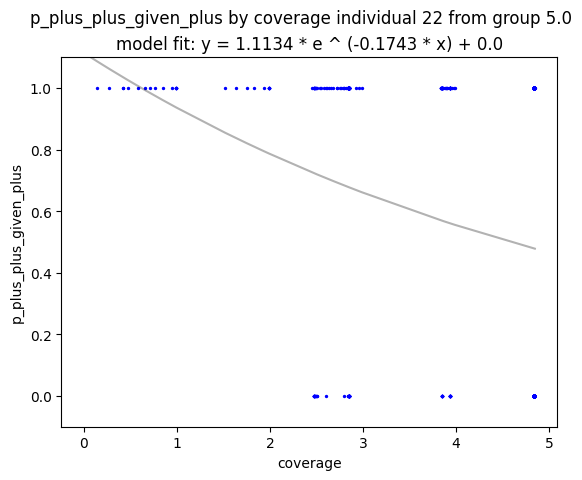 p_plus_plus_given_plus by coverage individual 22 from group 5.0
model fit: y = 1.1134 * e ^ (-0.1743 * x) + 0.0
1.0
0.8
0.6
0.4
0.2
0.0
p_plus_plus_given_plus
0 1 2 3 4 5
coverage